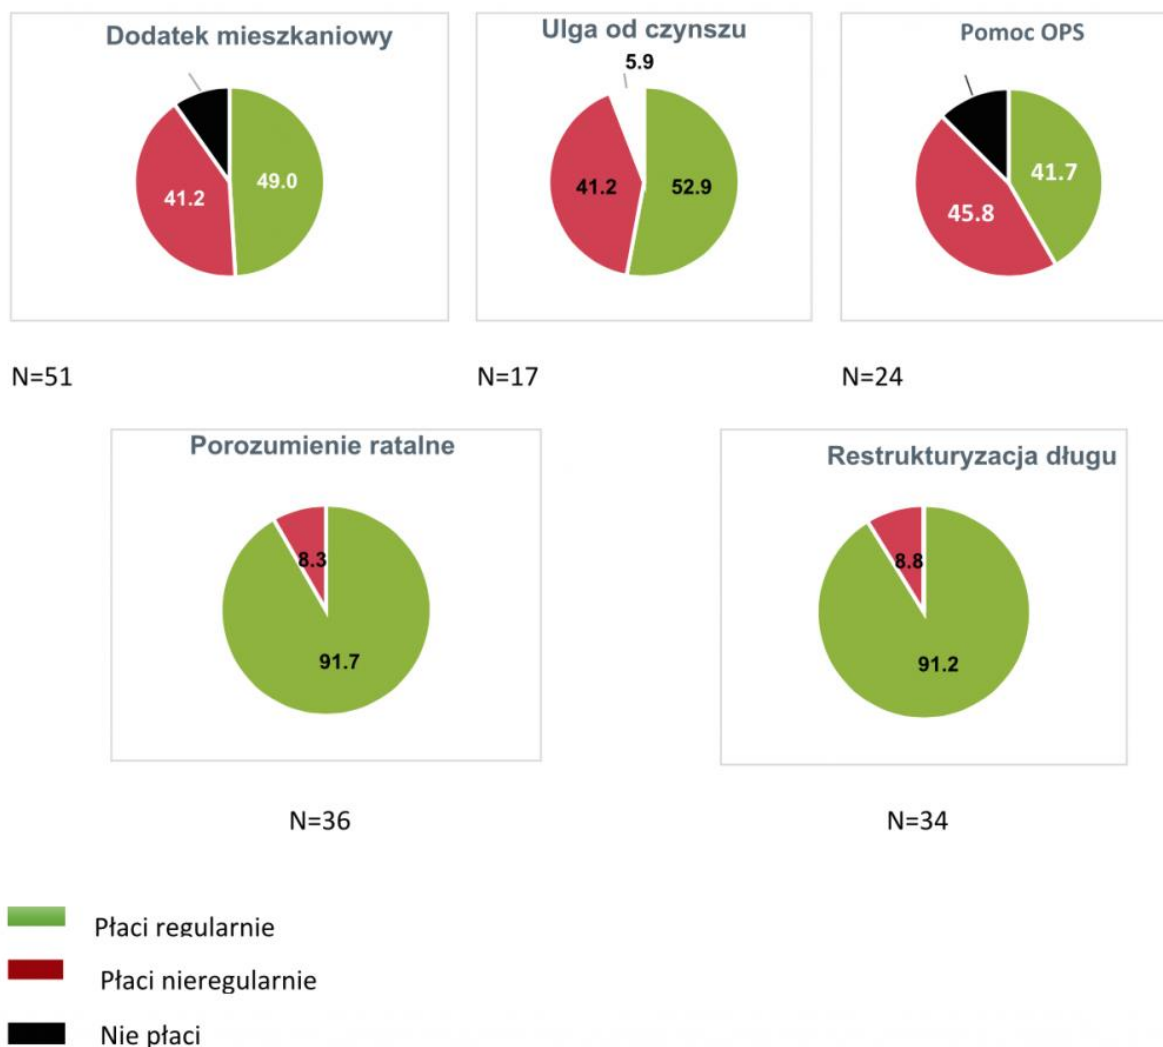 Dodatek mieszkaniowy
49.0
41.2
Ulga od czynszu
5.9
41.2
52.9
Pomoc OPS
41.7
45.8
N=51
N=17
N=24
Porozumienie ratalne
8.3
91.7
Restrukturyzacja długu
8.8
91.2
N=36
N=34
Płaci regularnie
Płaci nieregularnie
Nie płaci